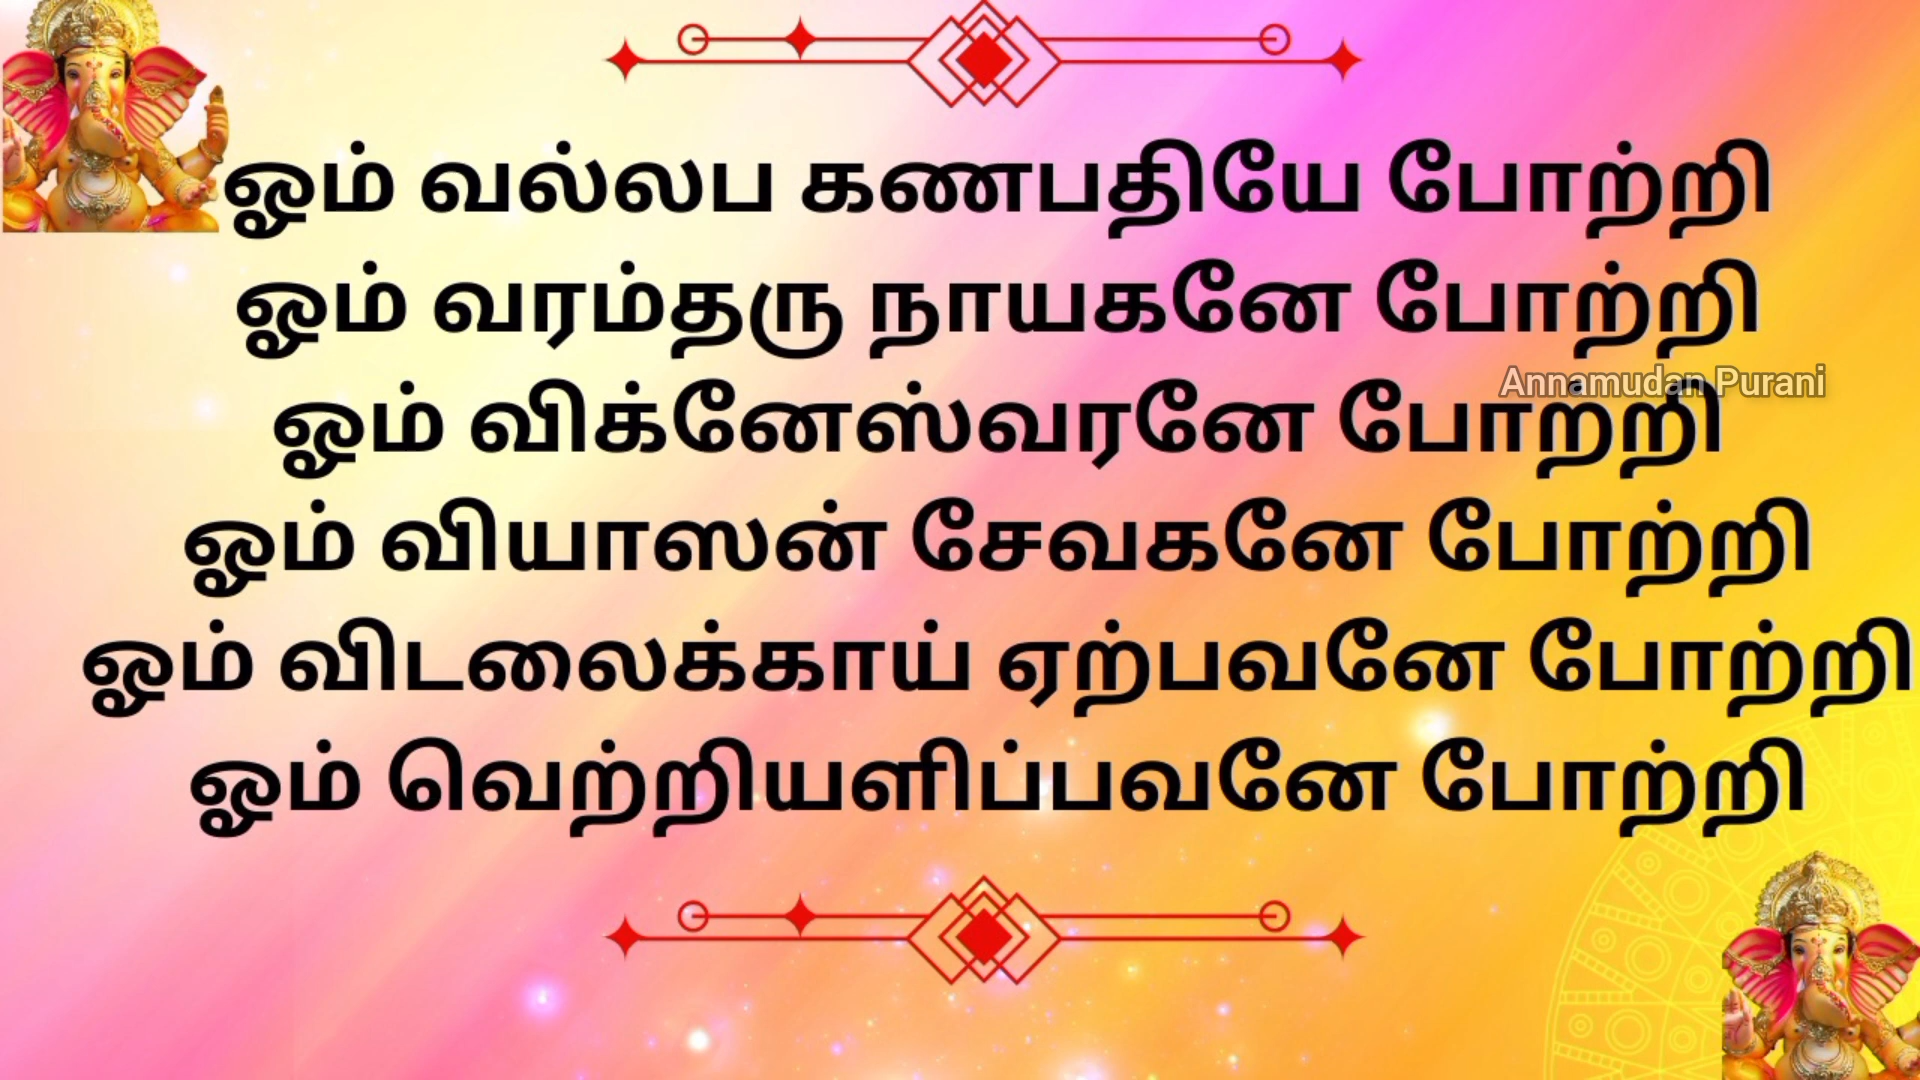 ஓம் வல்லப கணபதியே போற்றி
ஓம் வரம்தரு நாயகனே போற்றி
Annamudan Purani
ஓம் விக்னேஸ்வரனே போற்றி
ஓம் வியாஸன் சேவகனே போற்றி
ஓம் விடலைக்காய் ஏற்பவனே போற்றி
ஓம் வெற்றியளிப்பவனே போற்றி